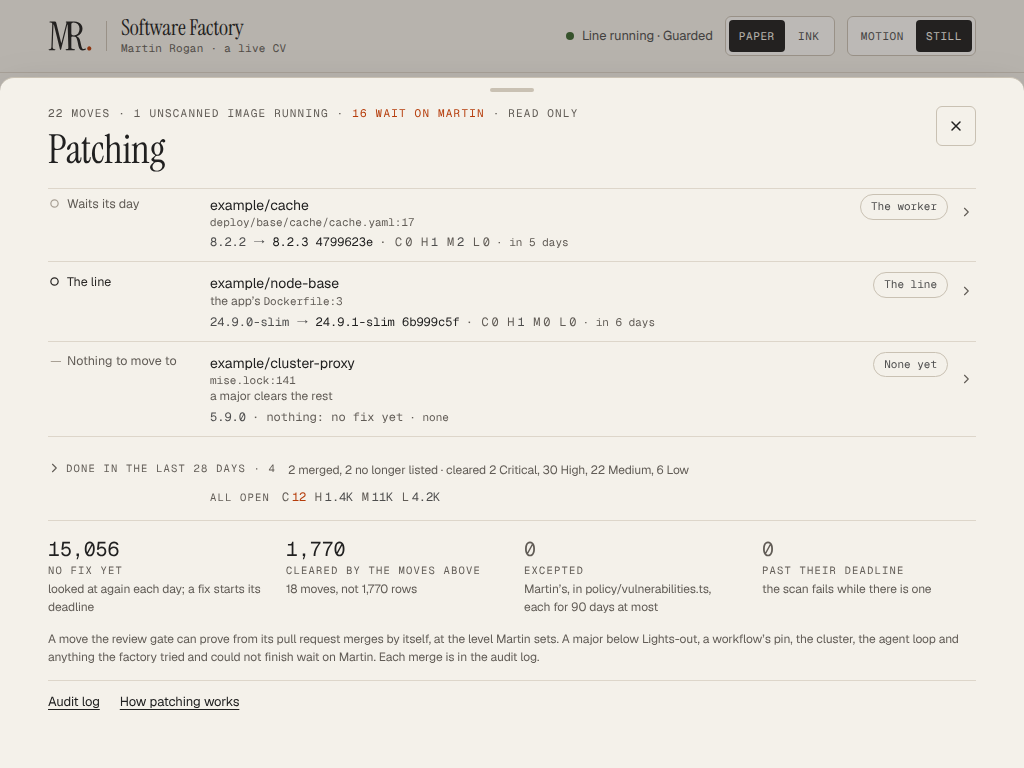 MR.
Software Factory
Martin Rogan · a live CV
Line running · Guarded
PAPER
INK
MOTION
STILL
22 MOVES · 1 UNSCANNED IMAGE RUNNING · 16 WAIT ON MARTIN · READ ONLY
Patching
Waits its day
example/cache
The worker
deploy/base/cache/cache.yaml:17
8.2.2 → 8.2.3 4799623e · C 0 H 1 M 2 L 0 · in 5 days
The line
example/node-base
The line
the app's Dockerfile:3
24.9.0-slim → 24.9.1-slim 6b999c5f · C 0 H 1 M 0 L 0 · in 6 days
Nothing to move to
example/cluster-proxy
None yet
mise.lock:141
a major clears the rest
5.9.0 · nothing: no fix yet · none
DONE IN THE LAST 28 DAYS · 4 2 merged, 2 no longer listed · cleared 2 Critical, 30 High, 22 Medium, 6 Low
ALL OPEN C 12 H 1.4K M 11K L 4.2K
15,056
NO FIX YET
looked at again each day; a fix starts its
deadline
1,770
CLEARED BY THE MOVES ABOVE
18 moves, not 1,770 rows
0
EXCEPTED
Martin's, in policy/vulnerabilities.ts,
each for 90 days at most
0
PAST THEIR DEADLINE
the scan fails while there is one
A move the review gate can prove from its pull request merges by itself, at the level Martin sets. A major below Lights-out, a workflow's pin, the cluster, the agent loop and
anything the factory tried and could not finish wait on Martin. Each merge is in the audit log.
Audit log
How patching works